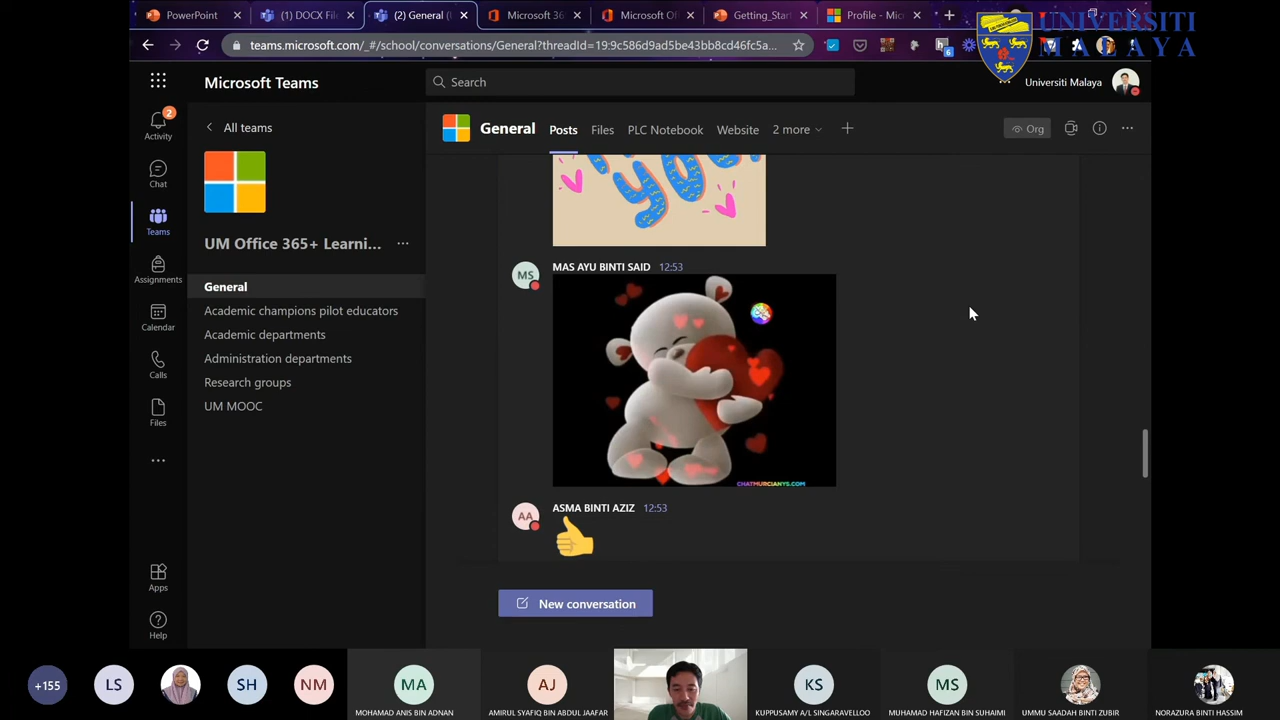 PowerPoint
(1) DOCX Fil
(2) General (
Microsoft 36
Microsoft Of
Getting_Star
Profile - Mic
UNIVERSITI
MALAYA
teams.microsoft.com/_#/school/conversations/General?threadId=19:9c586d9ad5be43bb8cd46fc5a...
6
Microsoft Teams
Search
Universiti Malaya
2
Activity
Chat
Teams
Assignments
Calendar
Calls
Files
Apps
Help
All teams
UM Office 365+ Learni...
General
Academic champions pilot educators
Academic departments
Administration departments
Research groups
UM MOOC
General
Posts
Files
PLC Notebook
Website
2 more
Org
you
MS
MAS AYU BINTI SAID 12:53
CHATMURCIANYS.COM
AA
ASMA BINTI AZIZ 12:53
New conversation
+155
LS
SH
NM
MA
MOHAMAD ANIS BIN ADNAN
AJ
AMIRUL SYAFIQ BIN ABDUL JAAFAR
KS
KUPPUSAMY A/L SINGARAVELLOO
MS
MUHAMAD HAFIZAN BIN SUHAIMI
UMMU SAADAH BINTI ZUBIR
NORAZURA BINTI HASSIM